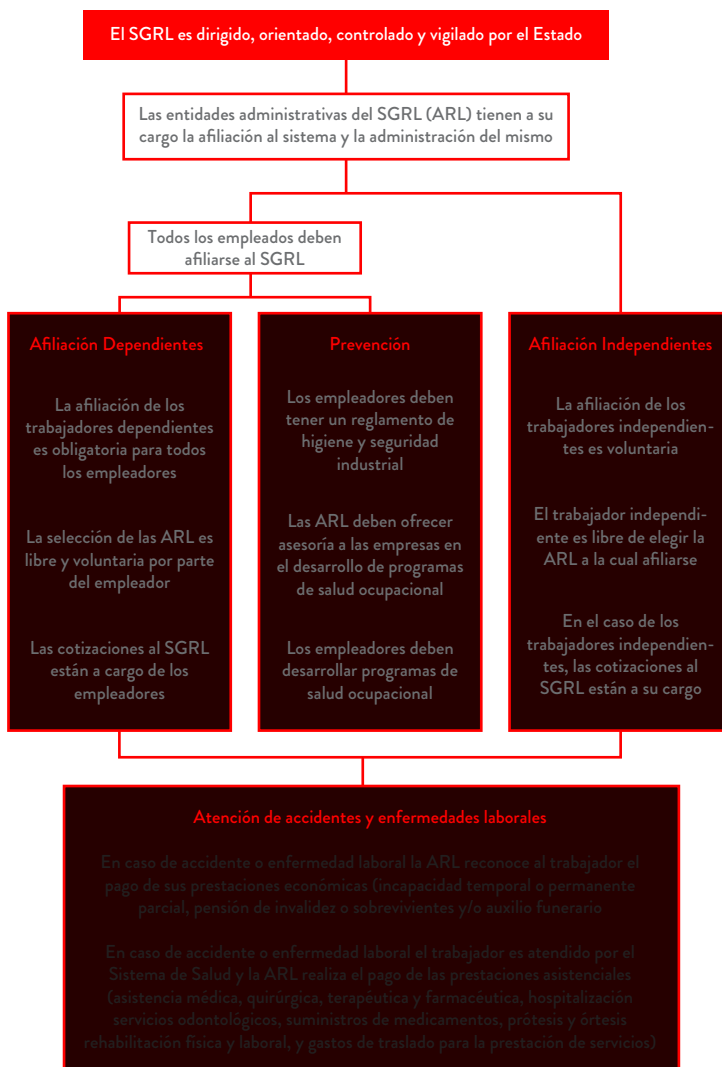 El SGRL es dirigido, orientado, controlado y vigilado por el Estado
Las entidades administrativas del SGRL (ARL) tienen a su
cargo la afiliación al sistema y la administración del mismo
Todos los empleados deben
afiliarse al SGRL
Afiliación Dependientes
La afiliación de los
trabajadores dependientes
es obligatoria para todos
los empleadores
La selección de las ARL es
libre y voluntaria por parte
del empleador
Las cotizaciones al SGRL
están a cargo de los
empleadores
Prevención
Los empleadores deben
tener un reglamento de
higiene y seguridad
industrial
Las ARL deben ofrecer
asesoría a las empresas en
el desarrollo de programas
de salud ocupacional
Los empleadores deben
desarrollar programas de
salud ocupacional
Afiliación Independientes
La afiliación de los
trabajadores independien-
tes es voluntaria
El trabajador independi-
ente es libre de elegir la
ARL a la cual afiliarse
En el caso de los
trabajadores independien-
tes, las cotizaciones al
SGRL están a su cargo
Atención de accidentes y enfermedades laborales
En caso de accidente o enfermedad laboral la ARL reconoce al trabajador el
pago de sus prestaciones económicas (incapacidad temporal o permanente
parcial, pensión de invalidez o sobrevivientes y/o auxilio funerario
En caso de accidente o enfermedad laboral el trabajador es atendido por el
Sistema de Salud y la ARL realiza el pago de las prestaciones asistenciales
(asistencia médica, quirúrgica, terapéutica y farmacéutica, hospitalización
servicios odontológicos, suministros de medicamentos, prótesis y órtesis
rehabilitación física y laboral, y gastos de traslado para la prestación de servicios)